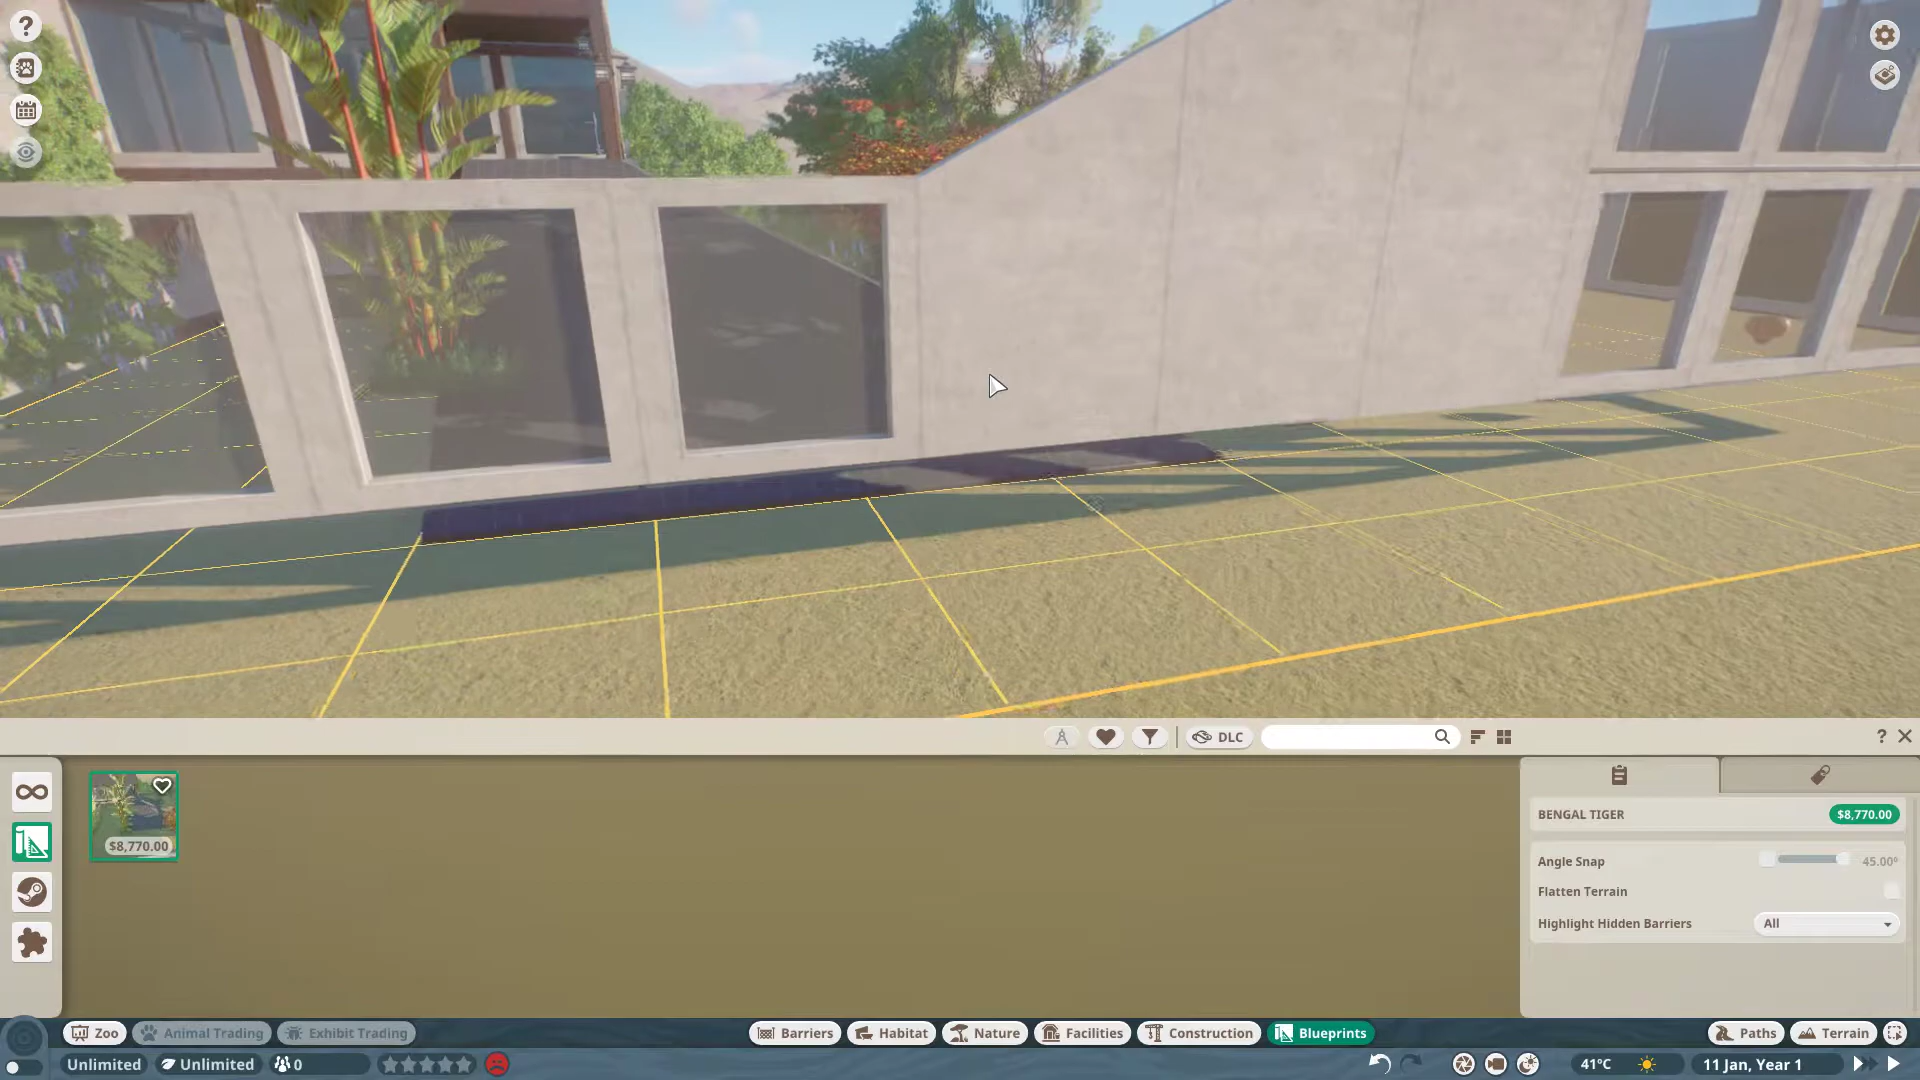 ?
DLC
?
$8,770.00
BENGAL TIGER
$8,770.00
Angle Snap
45.00°
Flatten Terrain
Highlight Hidden Barriers
All
Zoo
Animal Trading
Exhibit Trading
Barriers
Habitat
Nature
Facilities
Construction
Blueprints
Paths
Terrain
Unlimited
Unlimited
0
41°C
11 Jan, Year 1